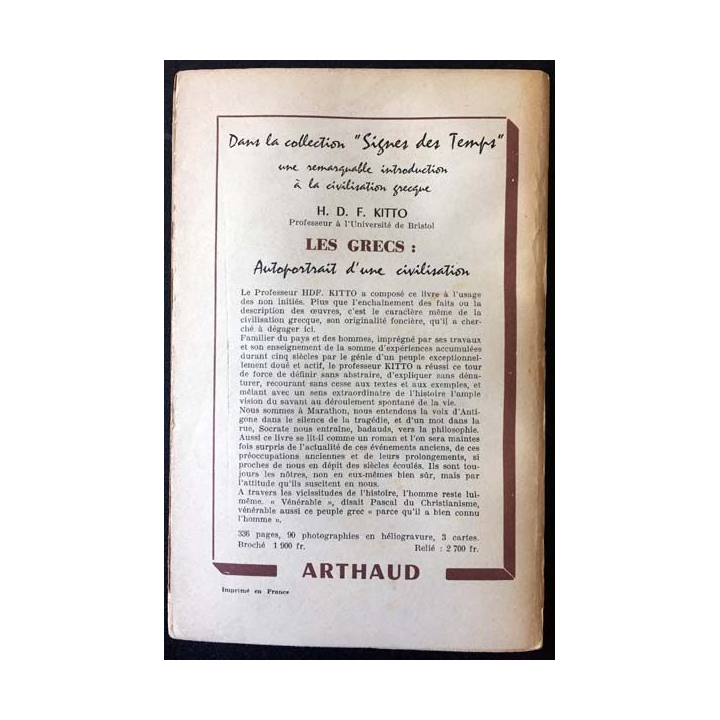 Dans la collection "Signes des Temps"
une remarquable introduction
à la civilisation grecque
H. D. F. KITTO
Professeur à l'Université de Bristol
LES GRECS :
Autoportrait d'une civilisation
Le Professeur HDF. KITTO a composé ce livre à l'usage
des non initiés. Plus que l'enchaînement des faits ou la
description des œuvres, c'est le caractère même de la
civilisation grecque, son originalité foncière, qu'il a cher-
ché à dégager ici.
Familier du pays et des hommes, imprégné par ses travaux
et son enseignement de la somme d'expériences accumulées
durant cinq siècles par le génie d'un peuple exceptionnel-
lement doué et actif, le professeur KITTO a réussi ce tour
de force de définir sans abstraire, d'expliquer sans déna-
turer, recourant sans cesse aux textes et aux exemples, et
mêlant avec un sens extraordinaire de l'histoire l'ample
vision du savant au déroulement spontané de la vie.
Nous sommes à Marathon, nous entendons la voix d'Anti-
gone dans le silence de la tragédie, et d'un mot dans la
rue, Socrate nous entraîne, badauds, vers la philosophie.
Aussi ce livre se lit-il comme un roman et l'on sera maintes
fois surpris de l'actualité de ces événements anciens, de ces
préoccupations anciennes et de leurs prolongements, si
proches de nous en dépit des siècles écoulés. Ils sont tou-
jours les nôtres, non en eux-mêmes bien sûr, mais par
l'attitude qu'ils suscitent en nous.
A travers les vicissitudes de l'histoire, l'homme reste lui-
même. « Vénérable », disait Pascal du Christianisme,
vénérable aussi ce peuple grec « parce qu'il a bien connu
l'homme ».
336 pages, 90 photographies en héliogravure, 3 cartes.
Broché 1 900 fr. Relié : 2 700 fr.
ARTHAUD
Imprimé en France